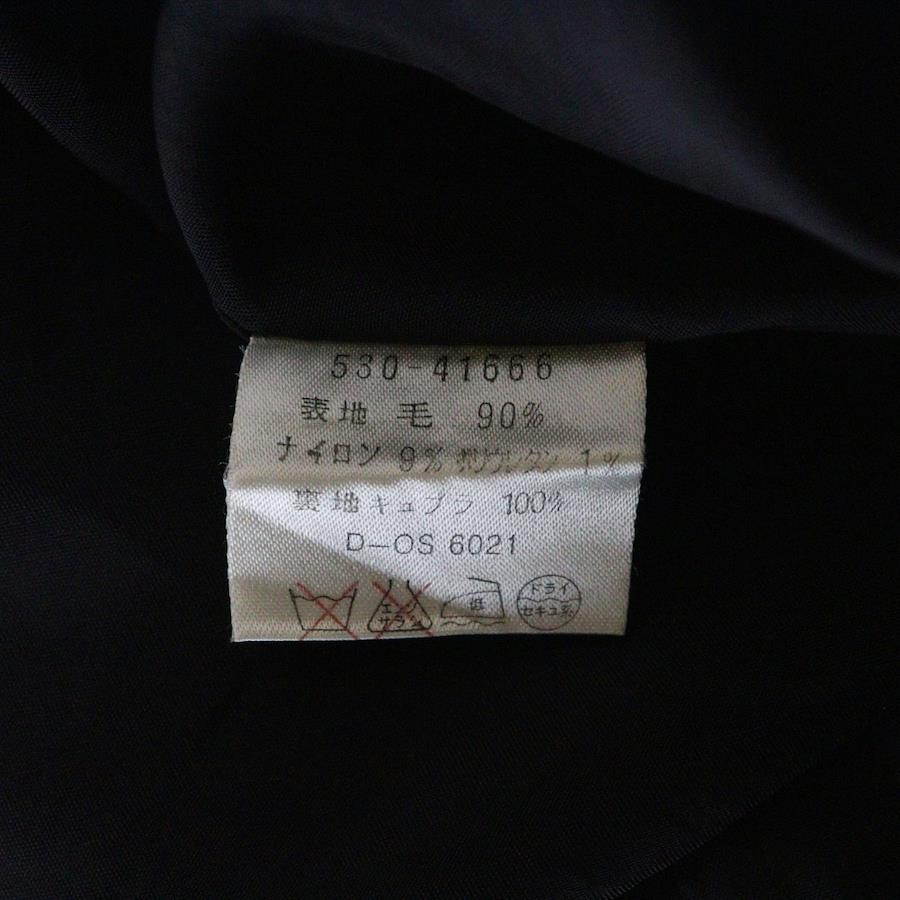 530-41666
表地 毛 90%
ナイロン 9% ポリウレタン 1%
裏地 キュプラ 100%
D-OS 6021
エンソ
サラシ
低
ドライ
セキユ系